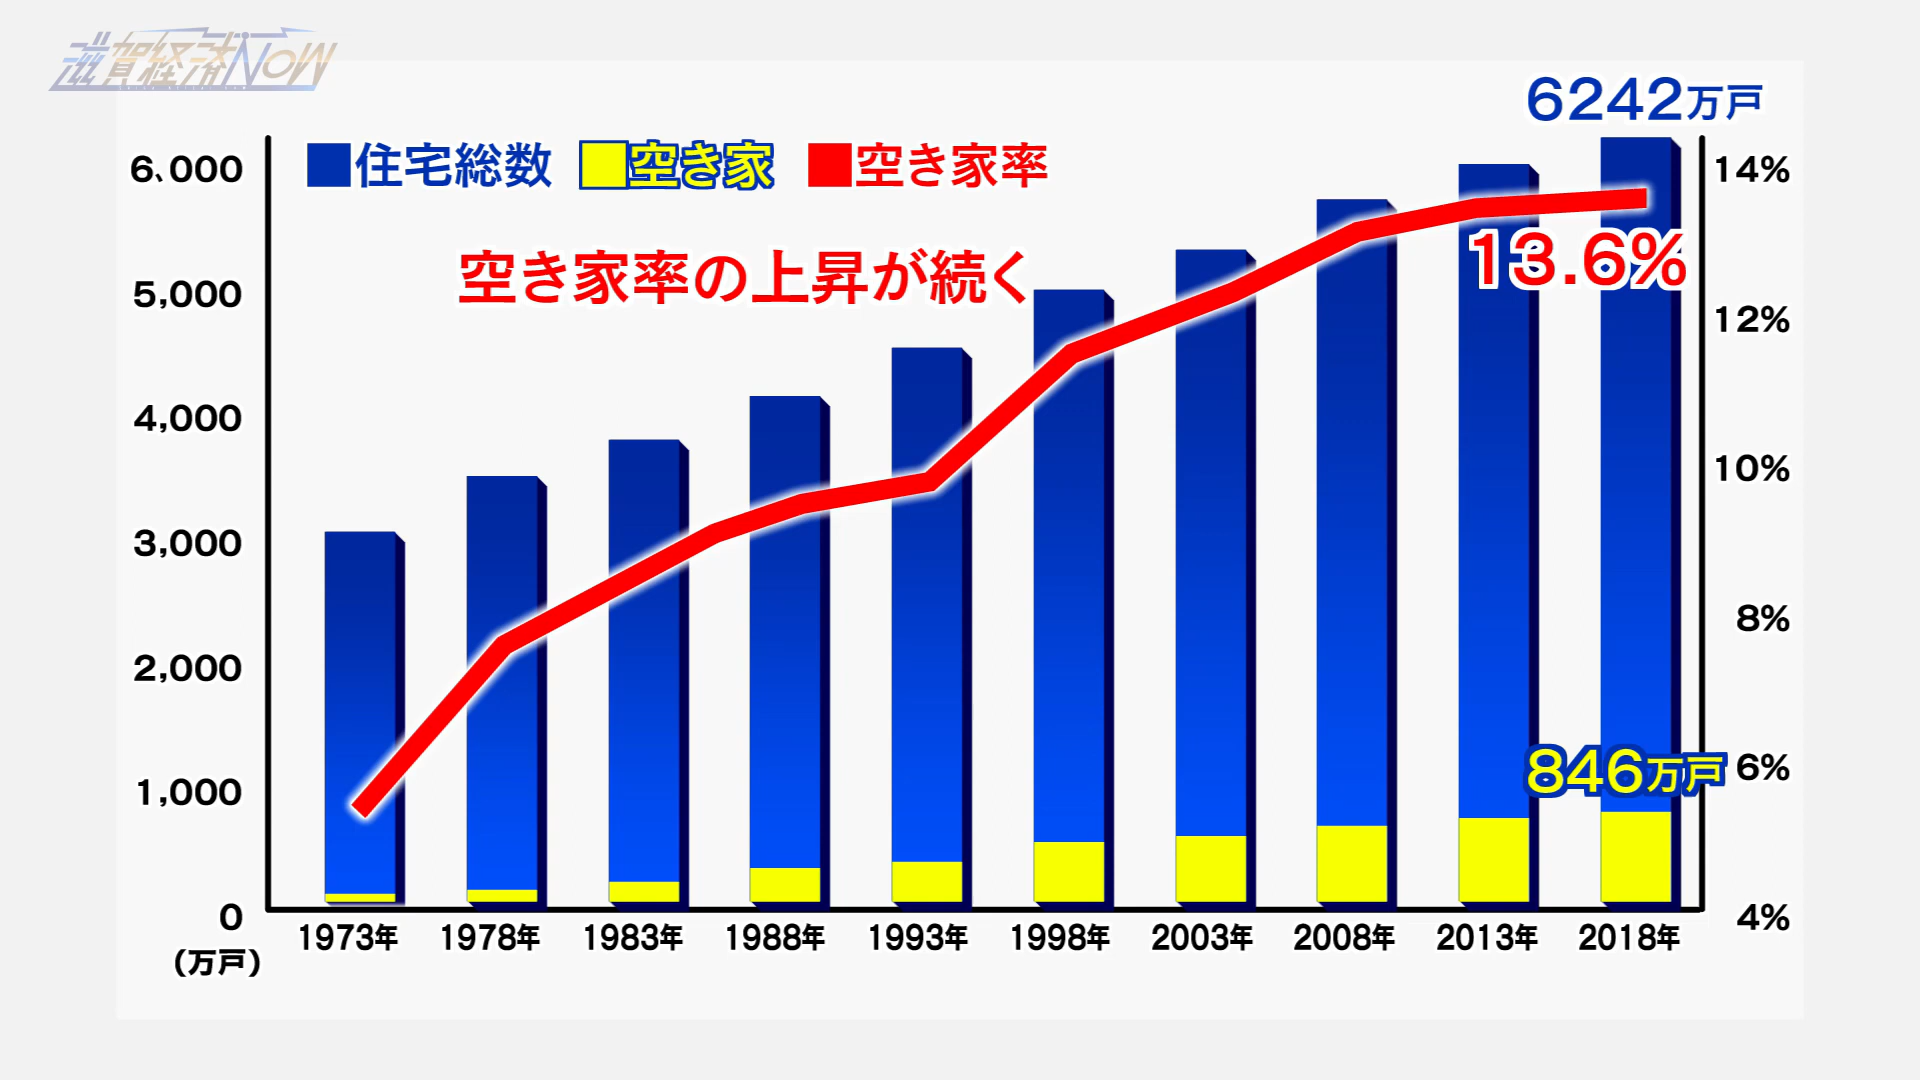 滋賀経済NOW
6242万戸
住宅総数 空き家 空き家率
空き家率の上昇が続く
13.6%
846万戸
6、000
5,000
4,000
3,000
2,000
1,000
0
(万戸)
14%
12%
10%
8%
6%
4%
1973年 1978年 1983年 1988年 1993年 1998年 2003年 2008年 2013年 2018年